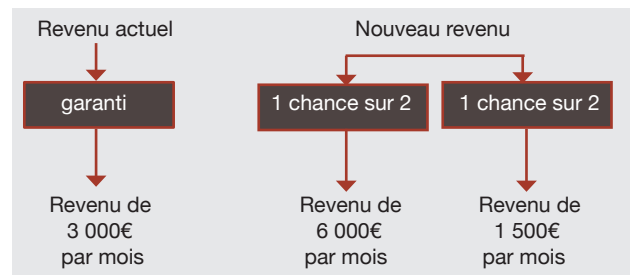 Revenu actuel
Nouveau revenu
garanti
1 chance sur 2
1 chance sur 2
Revenu de
3 000€
par mois
Revenu de
6 000€
par mois
Revenu de
1 500€
par mois